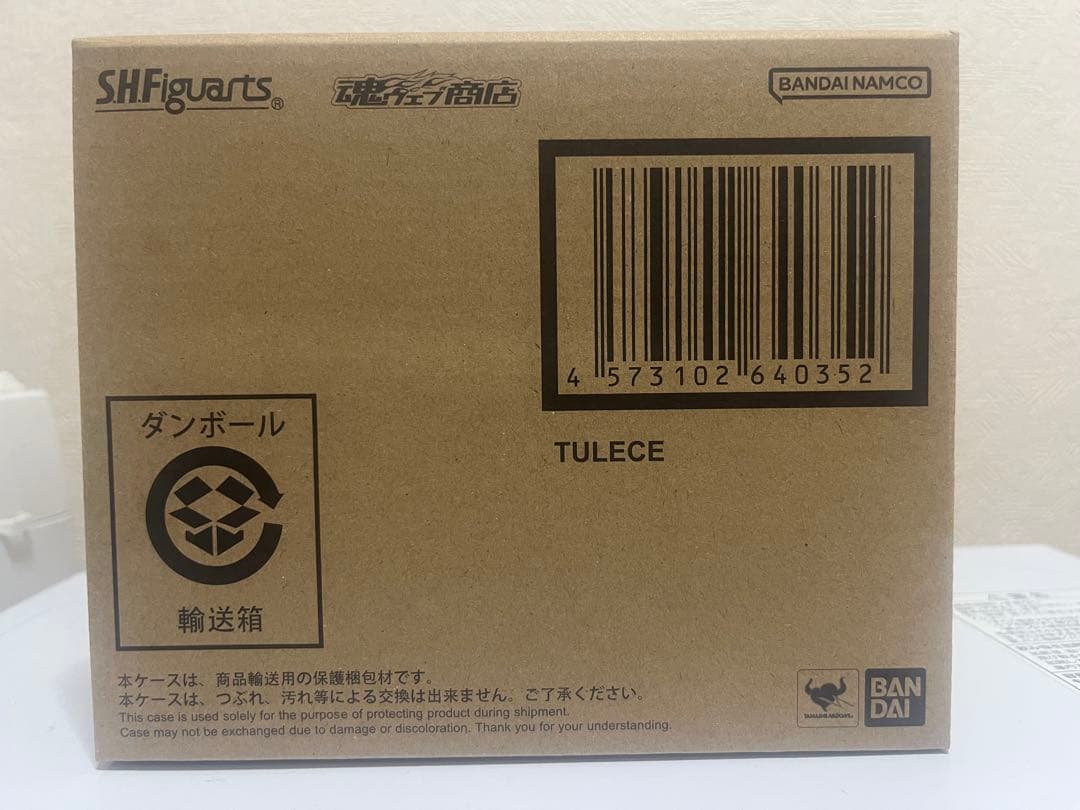 S.H.Figuarts®
魂ウェブ商店
BANDAI NAMCO
4 573102 640352
TULECE
ダンボール
輸送箱
本ケースは、商品輸送用の保護梱包材です。
本ケースは、つぶれ、汚れ等による交換は出来ません。ご了承ください。
This case is used solely for the purpose of protecting product during shipment.
Case may not be exchanged due to damage or discoloration. Thank you for your understanding.
TAMASHII NATIONS
BAN
DAI